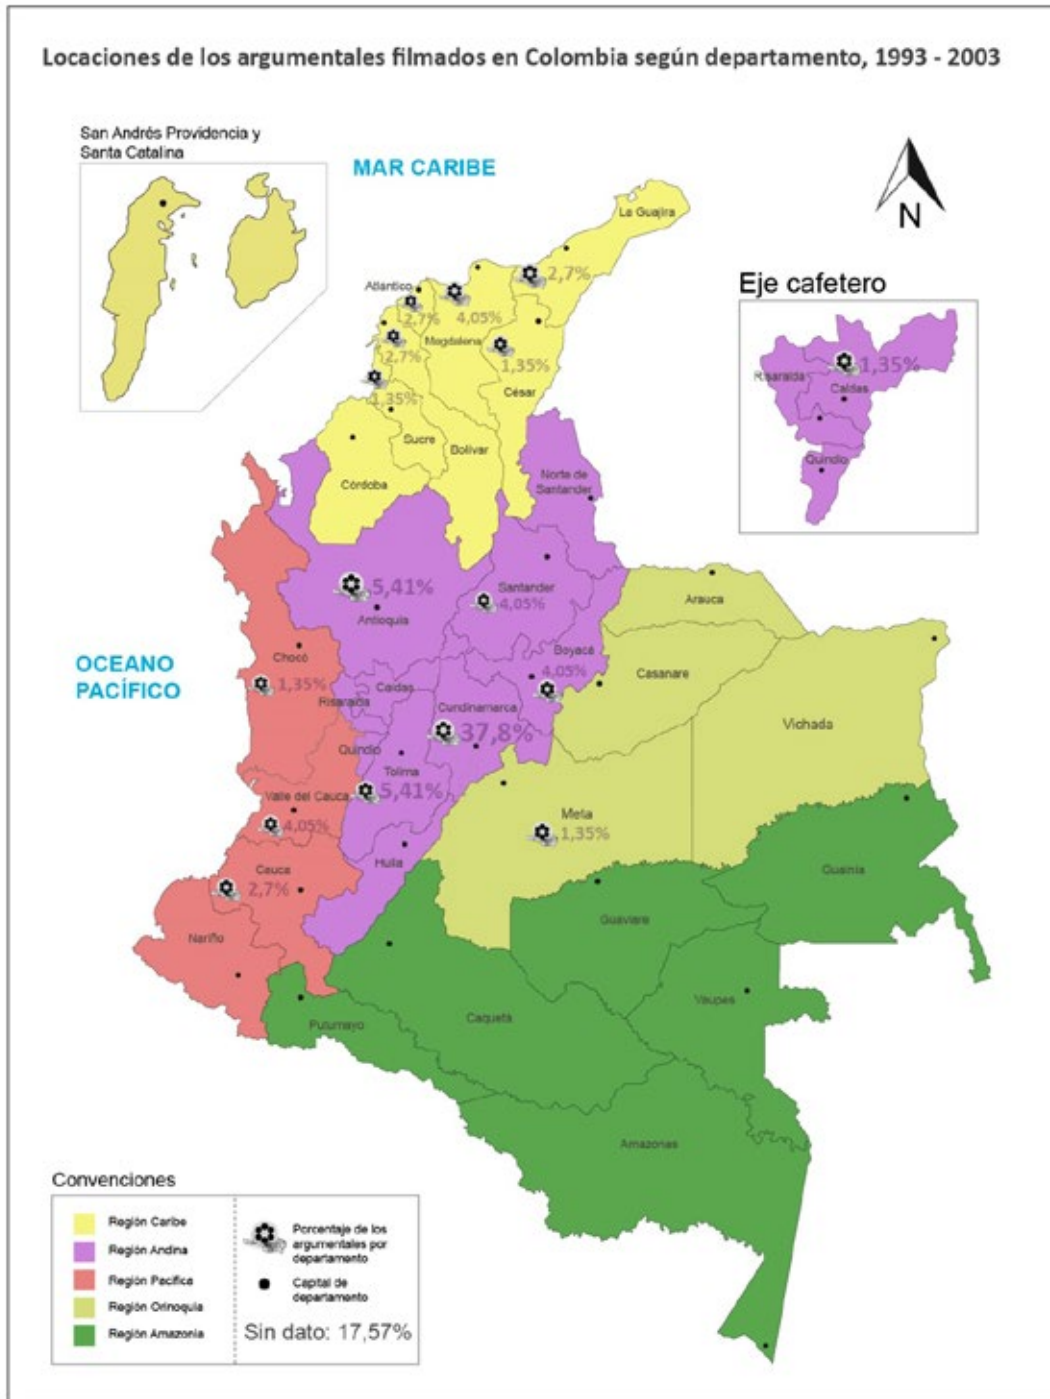 Locaciones de los argumentales filmados en Colombia según departamento, 1993 - 2003
San Andrés Providencia y
Santa Catalina
MAR CARIBE
N
La Guajira
2,7%
Atlantico
4,05%
2,7%
Magdalena
2,7%
1,35%
César
1,35%
Sucre
Bolívar
Córdoba
Norte de
Santander
Eje cafetero
1,35%
Risaralda
Caldas
Quindio
5,41%
Antioquia
Santander
4,05%
Arauca
OCEANO
PACÍFICO
Chocó
1,35%
Boyacá
4,05%
Casanare
Vichada
Caldas
Risaralda
Cundinamarca
37,8%
Quindio
Tolima
5,41%
Valle del Cauca
4,05%
Meta
1,35%
Huila
Cauca
2,7%
Guainía
Guaviare
Nariño
Vaupes
Caquetá
Putumayo
Amazonas
Convenciones
Región Caribe
Región Andina
Región Pacífica
Región Orinoquia
Región Amazonia
Porcentaje de los
argumentales por
departamento
Capital de
departamento
Sin dato: 17,57%